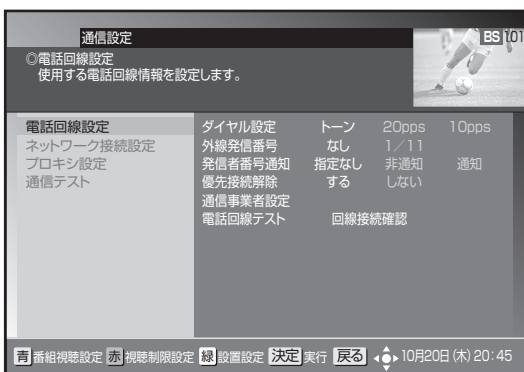 通信設定
BS 101
◎電話回線設定
使用する電話回線情報を設定します。
電話回線設定
ネットワーク接続設定
プロキシ設定
通信テスト
ダイヤル設定 トーン 20pps 10pps
外線発信番号 なし 1／11
発信者番号通知 指定なし 非通知 通知
優先接続解除 する しない
通信事業者設定
電話回線テスト 回線接続確認
青 番組視聴設定 赤 視聴制限設定 緑 設置設定 決定 実行 戻る 10月20日(木)20:45